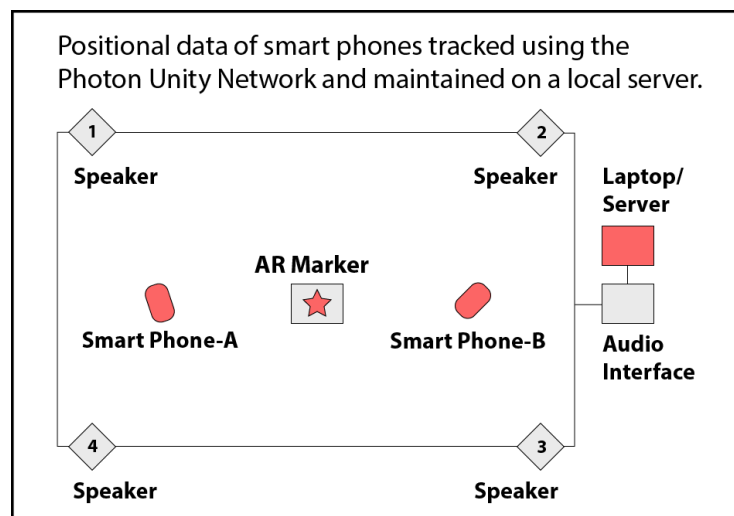 Positional data of smart phones tracked using the
Photon Unity Network and maintained on a local server.
1
2
Speaker
Speaker
Laptop/
Server
AR Marker
Smart Phone-A
Smart Phone-B
Audio
Interface
4
3
Speaker
Speaker